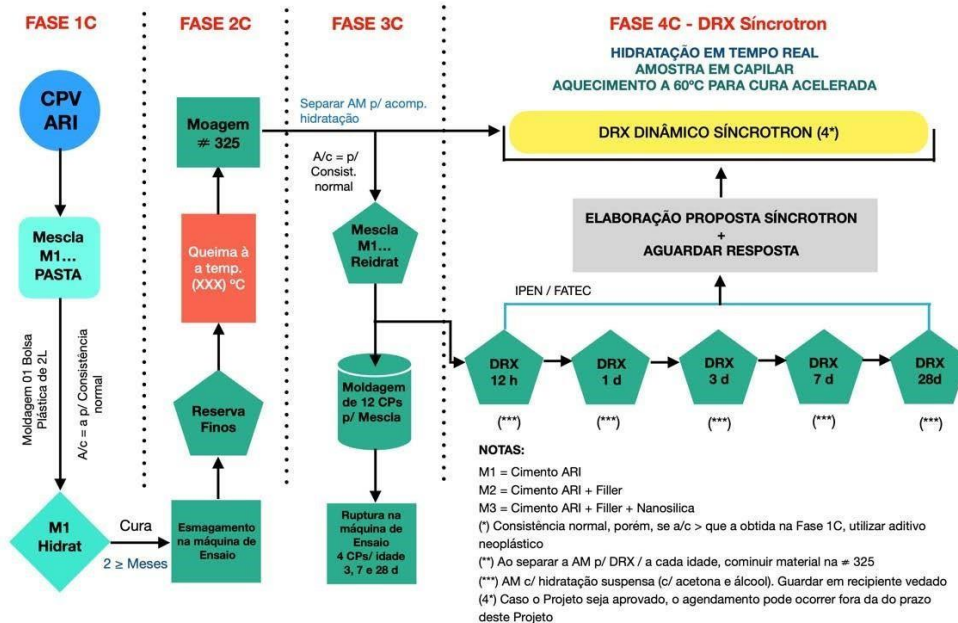 FASE 1C
CPV
ARI
Mescla
M1...
PASTA
Moldagem 01 Bolsa
Plástica de 2L
A/c = a p/ Consistência
normal
M1
Hidrat
Cura
2 ≥ Meses
FASE 2C
Moagem
≠ 325
Queima à
a temp.
(XXX) ºC
Reserva
Finos
Esmagamento
na máquina de
Ensaio
FASE 3C
Separar AM p/ acomp.
hidratação
A/c = p/
Consist.
normal
Mescla
M1...
Reidrat
Moldagem
de 12 CPs
p/ Mescla
Ruptura na
máquina de
Ensaio
4 CPs/ idade
3, 7 e 28 d
FASE 4C - DRX Síncrotron
HIDRATAÇÃO EM TEMPO REAL
AMOSTRA EM CAPILAR
AQUECIMENTO A 60ºC PARA CURA ACELERADA
DRX DINÂMICO SÍNCROTRON (4*)
ELABORAÇÃO PROPOSTA SÍNCROTRON
+
AGUARDAR RESPOSTA
IPEN / FATEC
DRX
12 h
DRX
1 d
DRX
3 d
DRX
7 d
DRX
28d
(***)
(***)
(***)
(***)
(***)
NOTAS:
M1 = Cimento ARI
M2 = Cimento ARI + Filler
M3 = Cimento ARI + Filler + Nanosilica
(*) Consistência normal, porém, se a/c > que a obtida na Fase 1C, utilizar aditivo
neoplástico
(**) Ao separar a AM p/ DRX / a cada idade, cominuir material na ≠ 325
(***) AM c/ hidratação suspensa (c/ acetona e álcool). Guardar em recipiente vedado
(4*) Caso o Projeto seja aprovado, o agendamento pode ocorrer fora da do prazo
deste Projeto